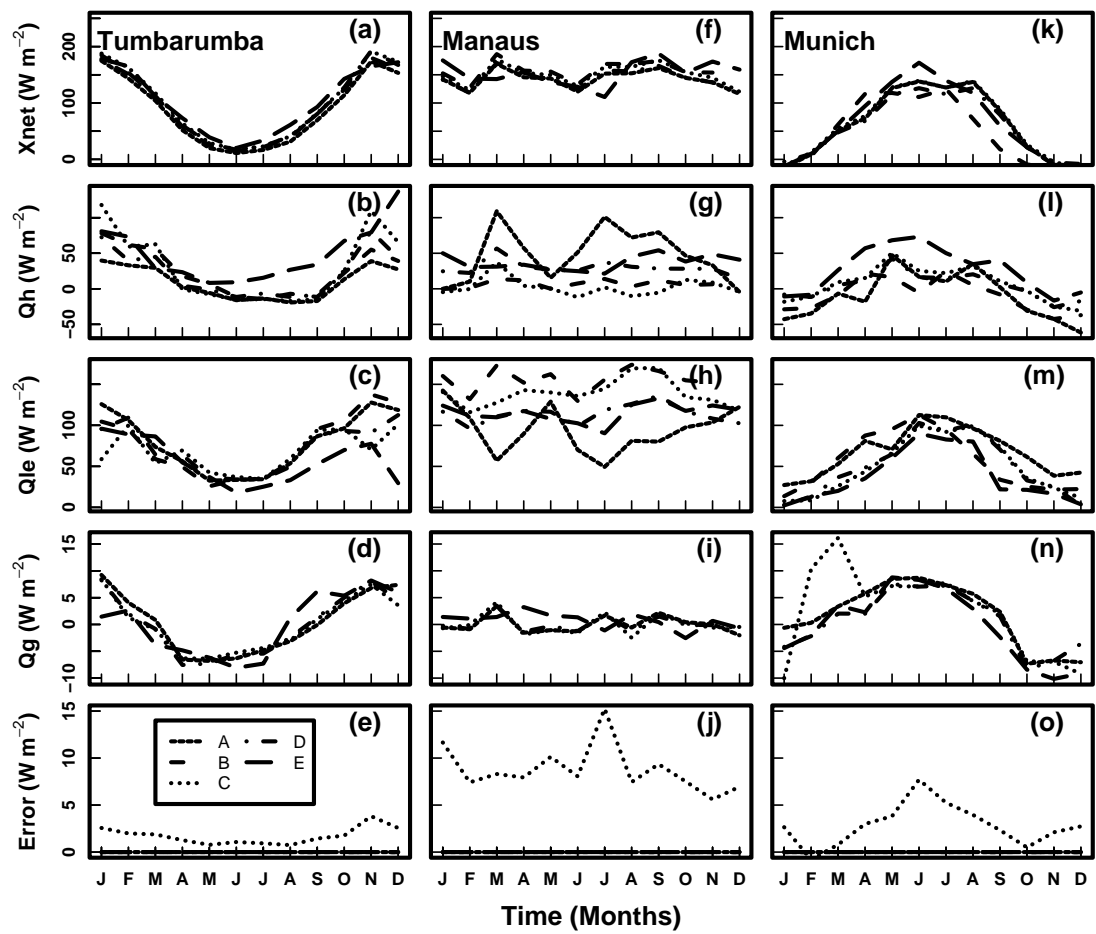 Tumbarumba (a)
Manaus (f)
Munich (k)
Xnet (W m−2)
0 100 200
(b)
(g)
(l)
Qh (W m−2)
−50 0 50
(c)
(h)
(m)
Qle (W m−2)
0 50 100
(d)
(i)
(n)
Qg (W m−2)
−10 0 5 15
(e)
(j)
(o)
Error (W m−2)
0 5 10 15
A D
B E
C
J F M A M J J A S O N D
J F M A M J J A S O N D
J F M A M J J A S O N D
Time (Months)